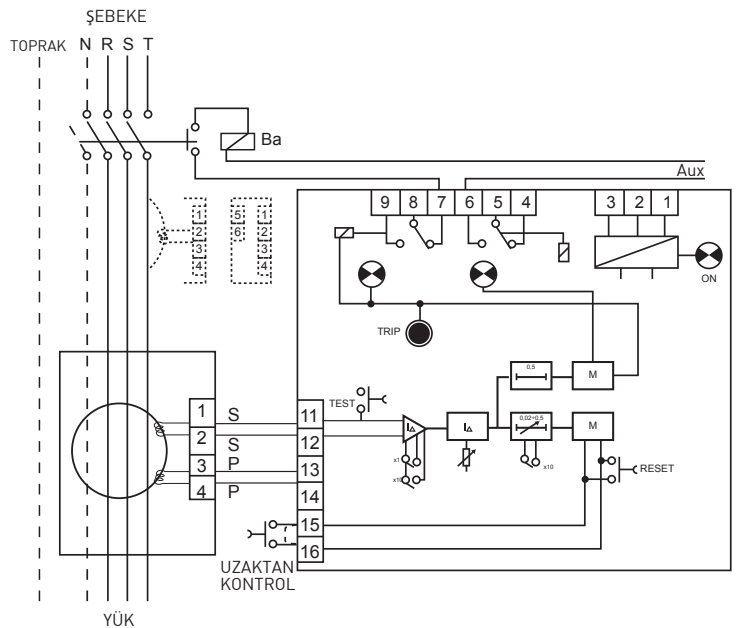 ŞEBEKE
TOPRAK N R S T
Ba
Aux
9 8 7 6 5 4 3 2 1
1
2
3
4
5
6
1
2
3
4
ON
TRIP
0,5
M
1 S 11 TEST
I∆ I∆ 0,02÷0,5 M
2 12
S
3 P 13
x1 x10 RESET
x10
4 P 14
15
16
UZAKTAN
KONTROL
YÜK